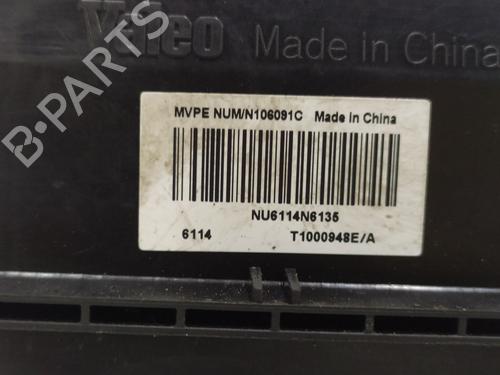 Valeo Made in China
MVPE NUM/N106091C Made in China
NU6114N6135
6114 T1000948E/A
B-PARTS